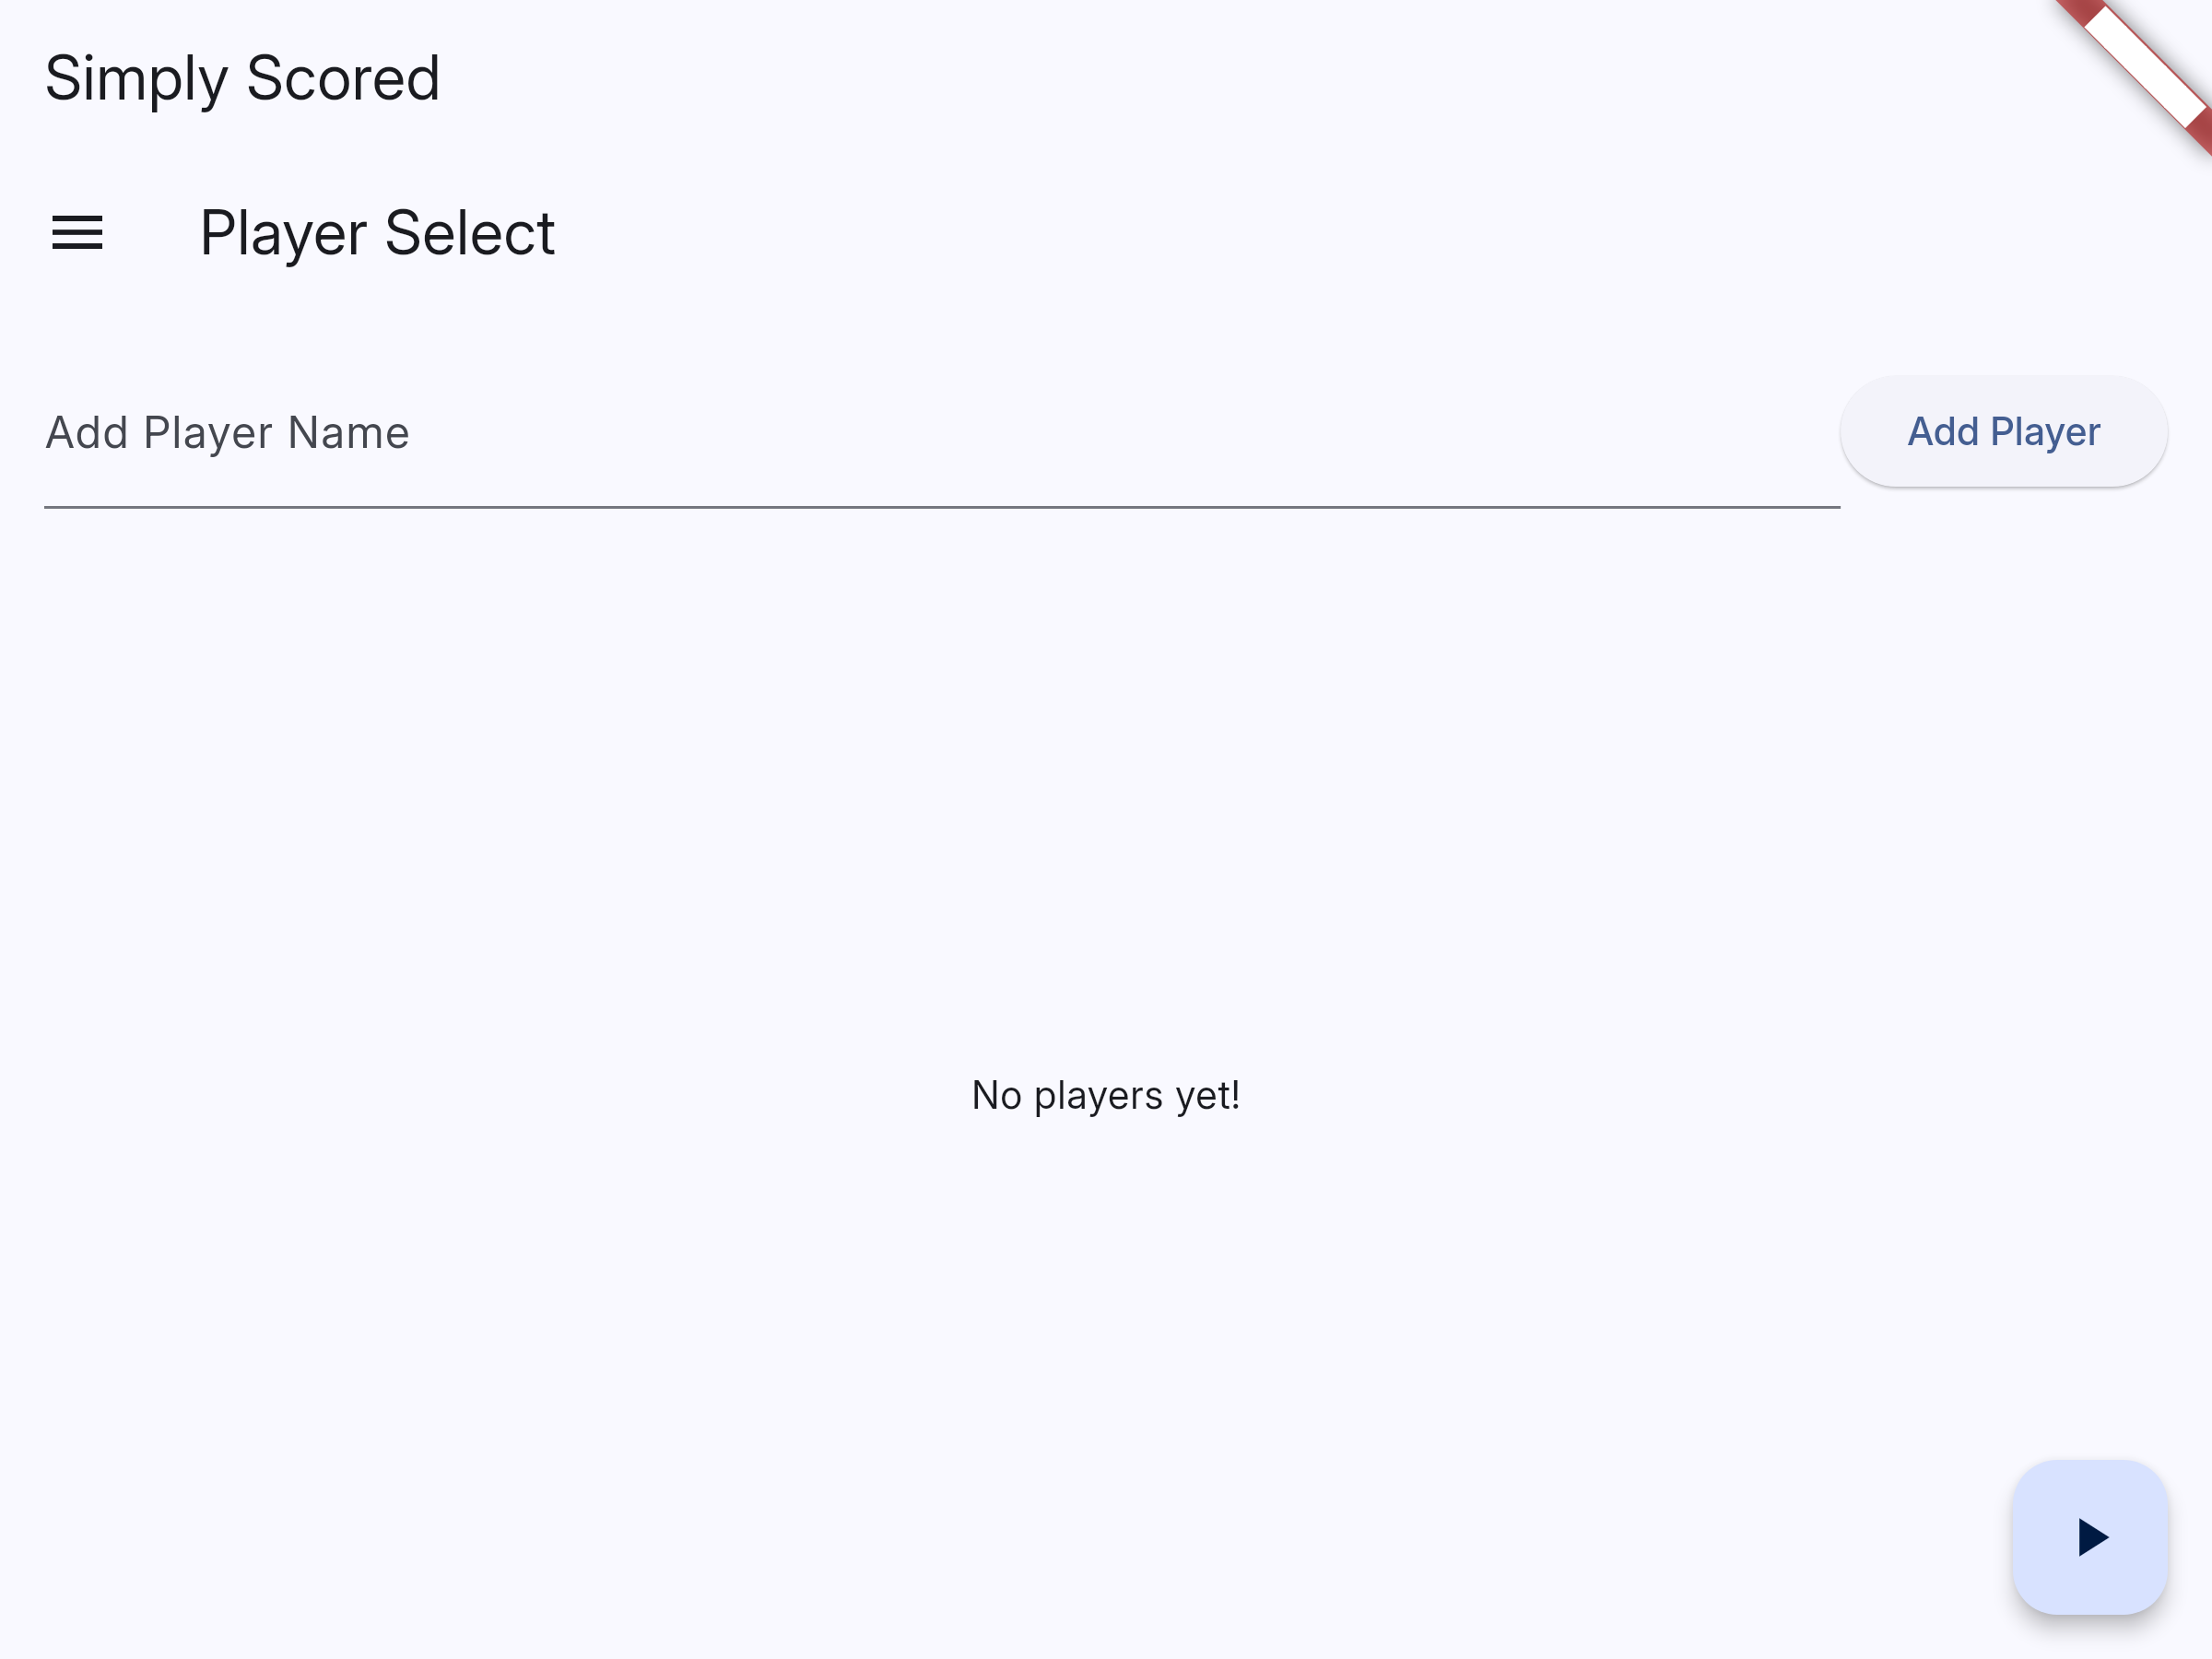 Simply Scored
Player Select
Add Player Name
Add Player
No players yet!